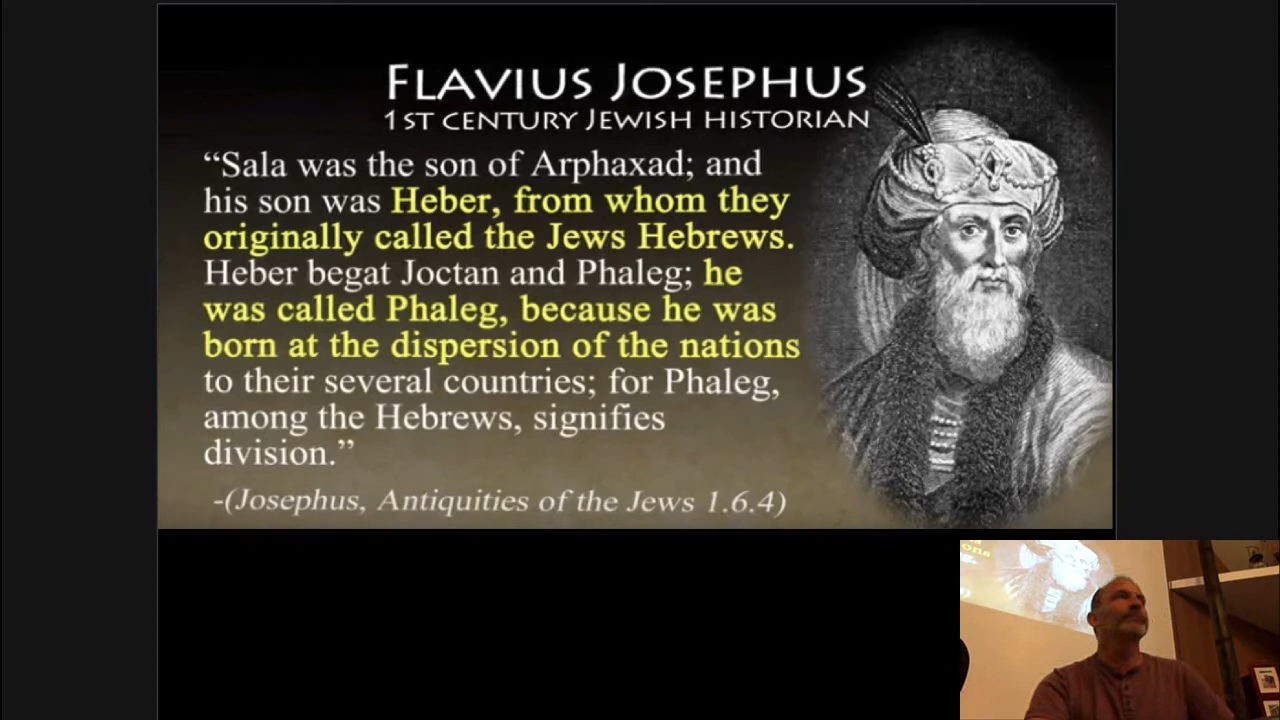 FLAVIUS JOSEPHUS
1ST CENTURY JEWISH HISTORIAN
“Sala was the son of Arphaxad; and
his son was Heber, from whom they
originally called the Jews Hebrews.
Heber begat Joctan and Phaleg; he
was called Phaleg, because he was
born at the dispersion of the nations
to their several countries; for Phaleg,
among the Hebrews, signifies
division.”
-(Josephus, Antiquities of the Jews 1.6.4)